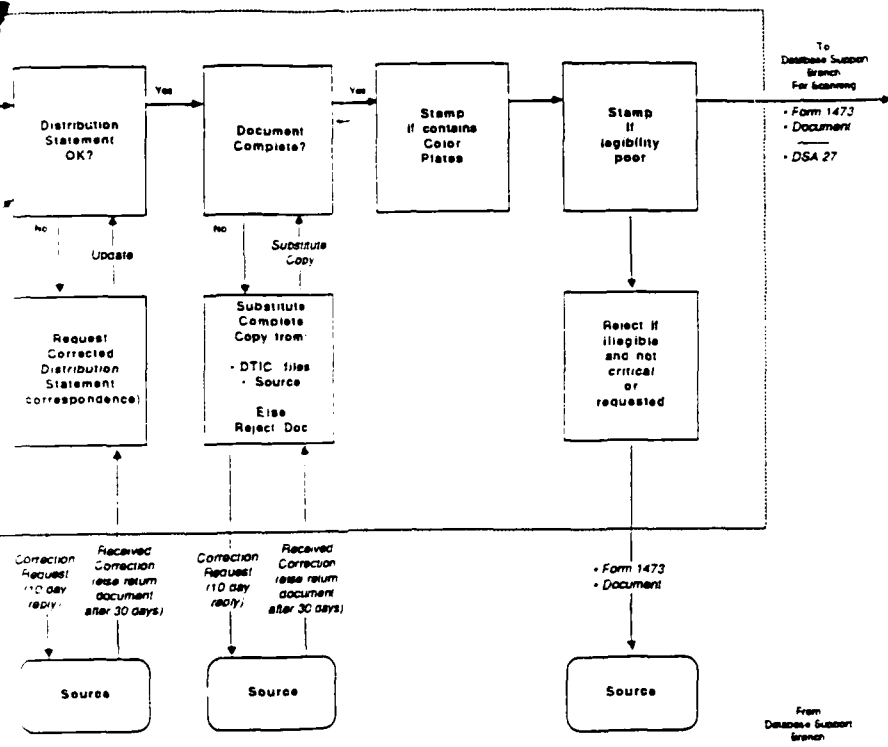 To
Database Support
Branch
For Scanning
Yes
Yes
Distribution
Statement
OK?
Document
Complete?
Stamp
If contains
Color
Plates
Stamp
If
legibility
poor
• Form 1473
• Document
• DSA 27
No
Update
No
Substitute
Copy
Request
Corrected
Distribution
Statement
correspondence)
Substitute
Complete
Copy from:
• DTIC files
• Source
Else
Reject Doc
Reject If
illegible
and not
critical
or
requested
Correction
Request
(10 day
reply)
Received
Correction
(else return
document
after 30 days)
Correction
Request
(10 day
reply)
Received
Correction
(else return
document
after 30 days)
• Form 1473
• Document
Source
Source
Source
From
Database Support
Branch